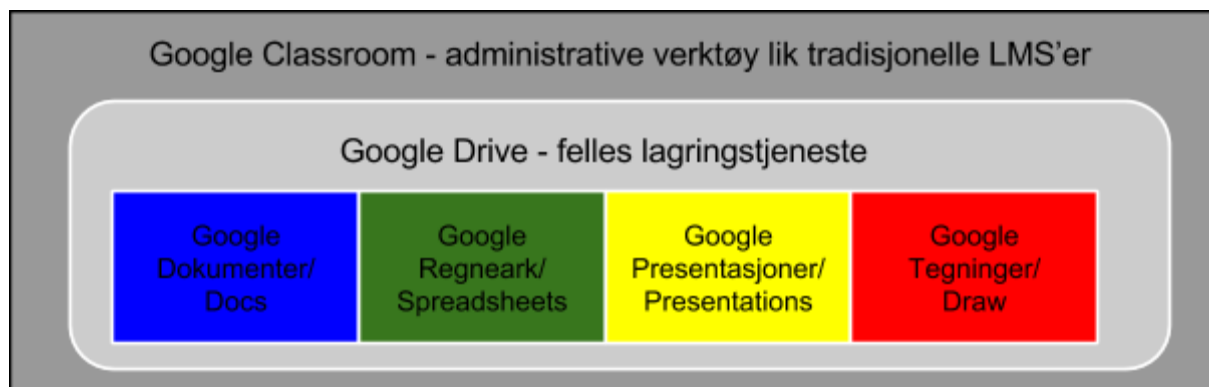 Google Classroom - administrative verktøy lik tradisjonelle LMS'er
Google Drive - felles lagringstjeneste
Google
Dokumenter/
Docs
Google
Regneark/
Spreadsheets
Google
Presentasjoner/
Presentations
Google
Tegninger/
Draw